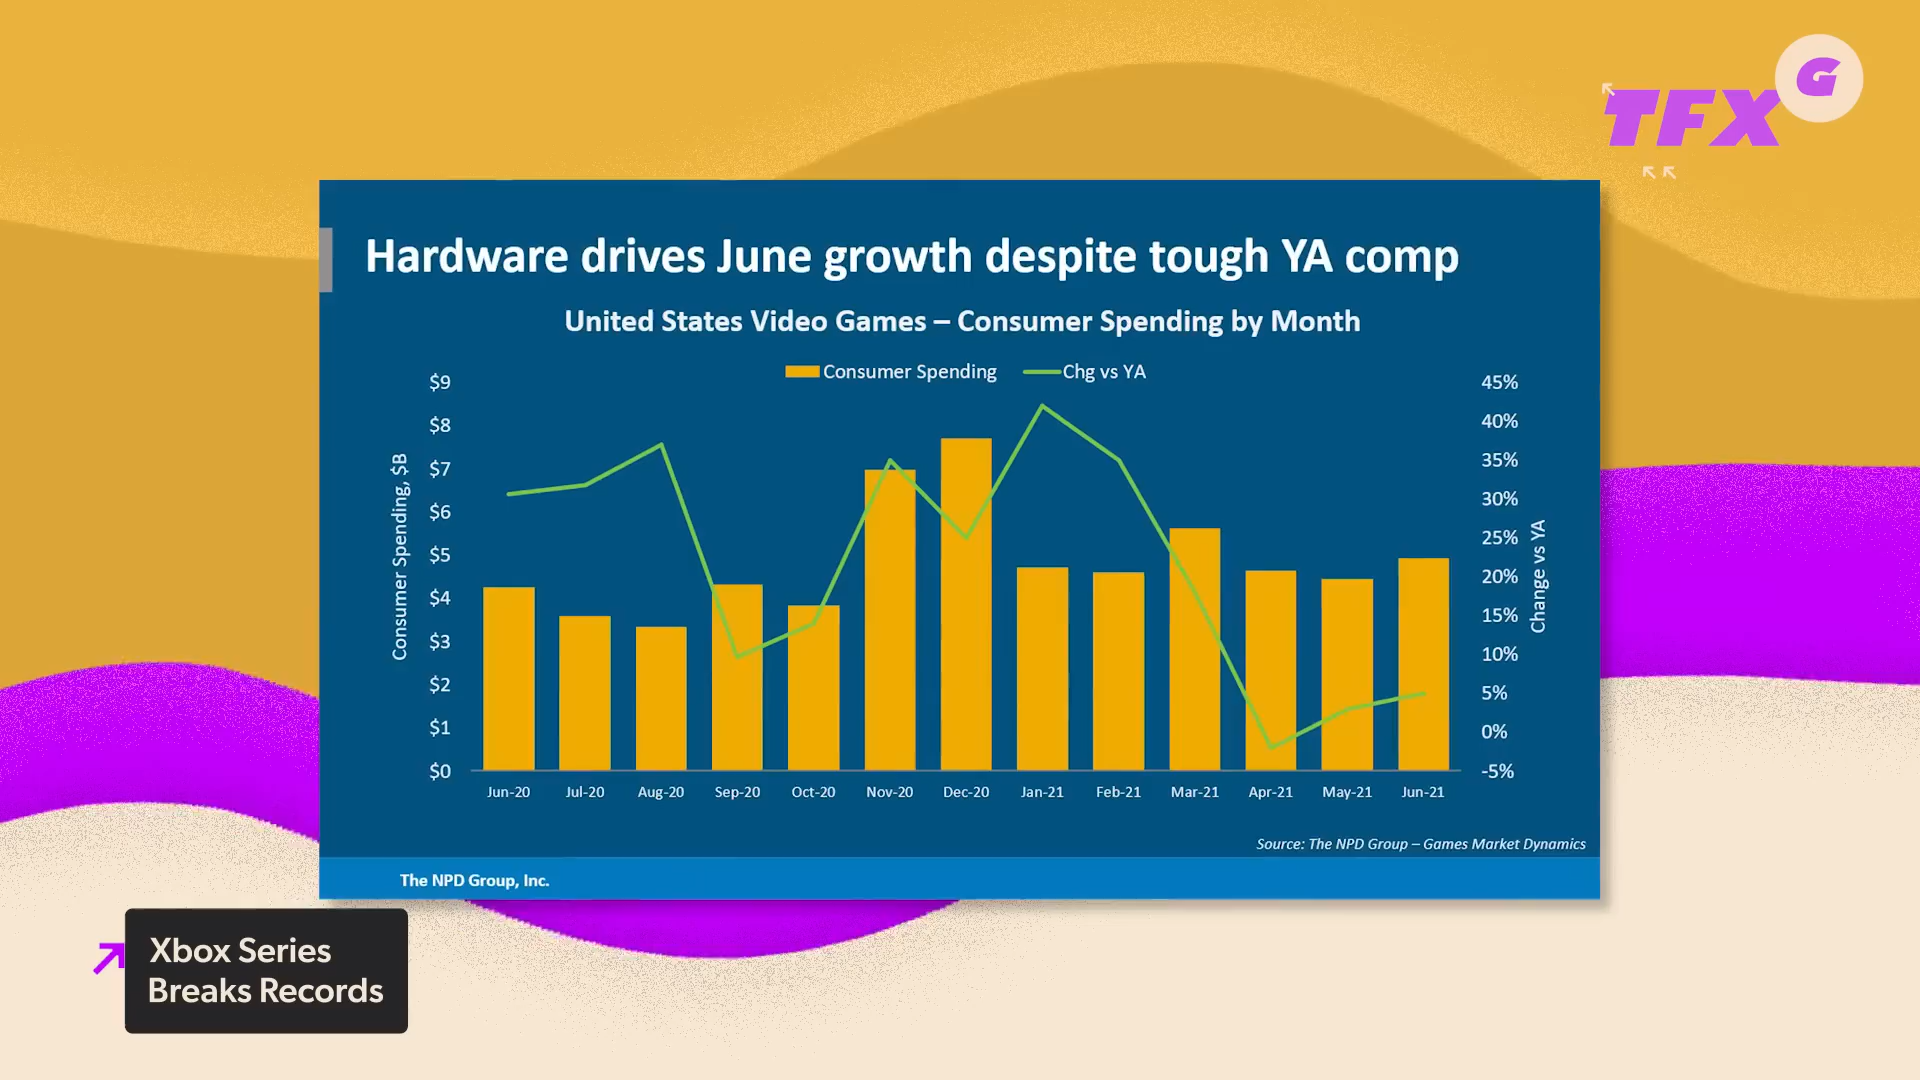 TFX
G
Hardware drives June growth despite tough YA comp
United States Video Games – Consumer Spending by Month
Consumer Spending
Chg vs YA
Consumer Spending, $B
$9
$8
$7
$6
$5
$4
$3
$2
$1
$0
45%
40%
35%
30%
25%
20%
15%
10%
5%
0%
-5%
Change vs YA
Jun-20 Jul-20 Aug-20 Sep-20 Oct-20 Nov-20 Dec-20 Jan-21 Feb-21 Mar-21 Apr-21 May-21 Jun-21
Source: The NPD Group – Games Market Dynamics
The NPD Group, Inc.
Xbox Series
Breaks Records